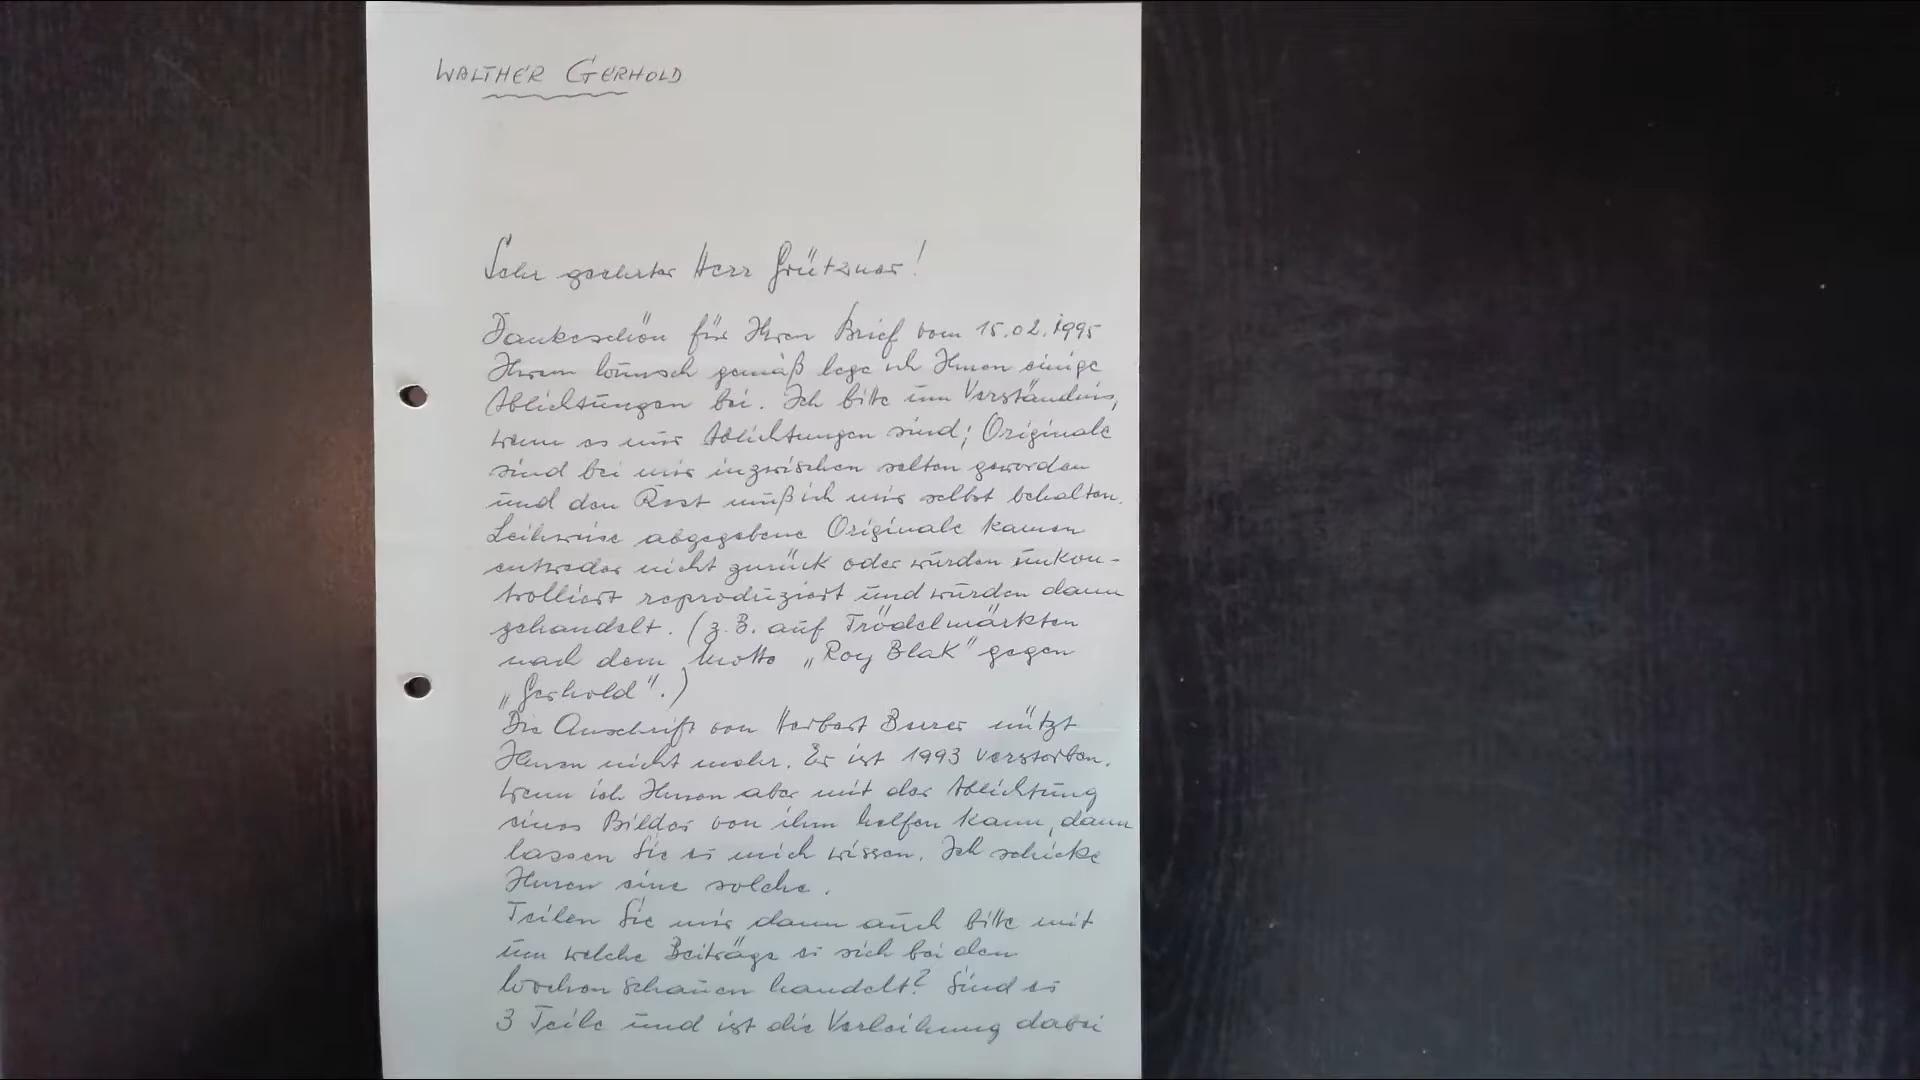 WALTHER GERHOLD
Sehr geehrter Herr Grützner!
Dankeschön für Ihren Brief vom 15.02.1995
Ihrem Wunsch gemäß lege ich Ihnen einige
Ablichtungen bei. Ich bitte um Verständnis,
wenn es nur Ablichtungen sind; Originale
sind bei mir inzwischen selten geworden
und den Rest muß ich mir selbst behalten.
Leihweise abgegebene Originale kamen
entweder nicht zurück oder wurden unkon-
trolliert reproduziert und wurden dann
gehandelt. (z.B. auf Trödelmärkten
nach dem Motto „Roy Blak" gegen
„Gerhold".)
Die Anschrift von Herbert nützt
Ihnen nicht mehr. Er ist 1993 verstorben.
Wenn ich Ihnen aber mit der Ablichtung
eines Bildes von ihm helfen kann, dann
lassen Sie es mich wissen. Ich schicke
Ihnen eine solche.
Teilen Sie mir dann auch bitte mit
um welche Beiträge es sich bei den
Wochenschauen handelt? Sind es
3 Teile und ist die Verleihung dabei